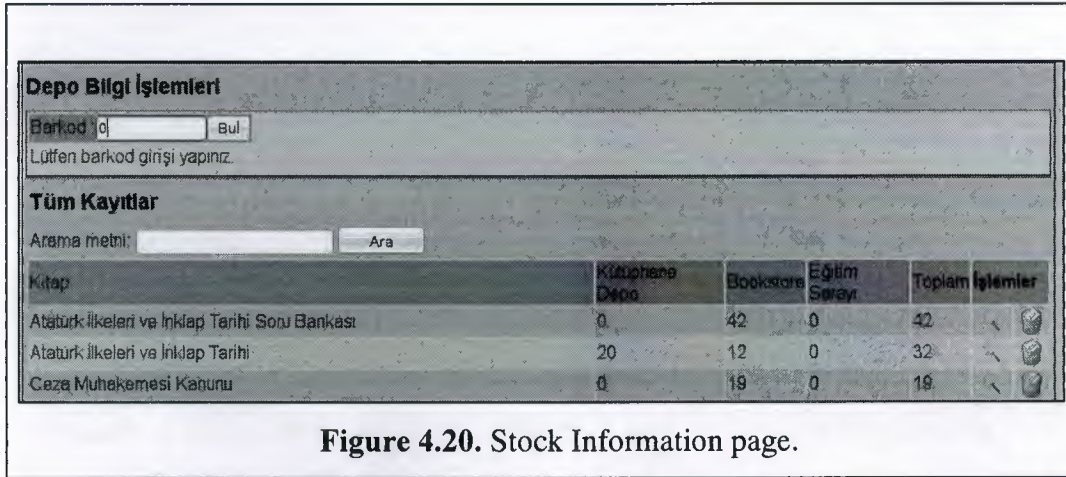 Depo Bilgi İşlemleri
Barkod : 0 Bul
Lütfen barkod girişi yapınız.
Tüm Kayıtlar
Arama metni: Ara
Kitap Kütüphane Depo Bookstore Eğitim Sarayı Toplam İşlemler
Atatürk İlkeleri ve İnklap Tarihi Soru Bankası 0 42 0 42
Atatürk İlkeleri ve İnklap Tarihi 20 12 0 32
Ceza Muhakemesi Kanunu 0 19 0 19
Figure 4.20. Stock Information page.